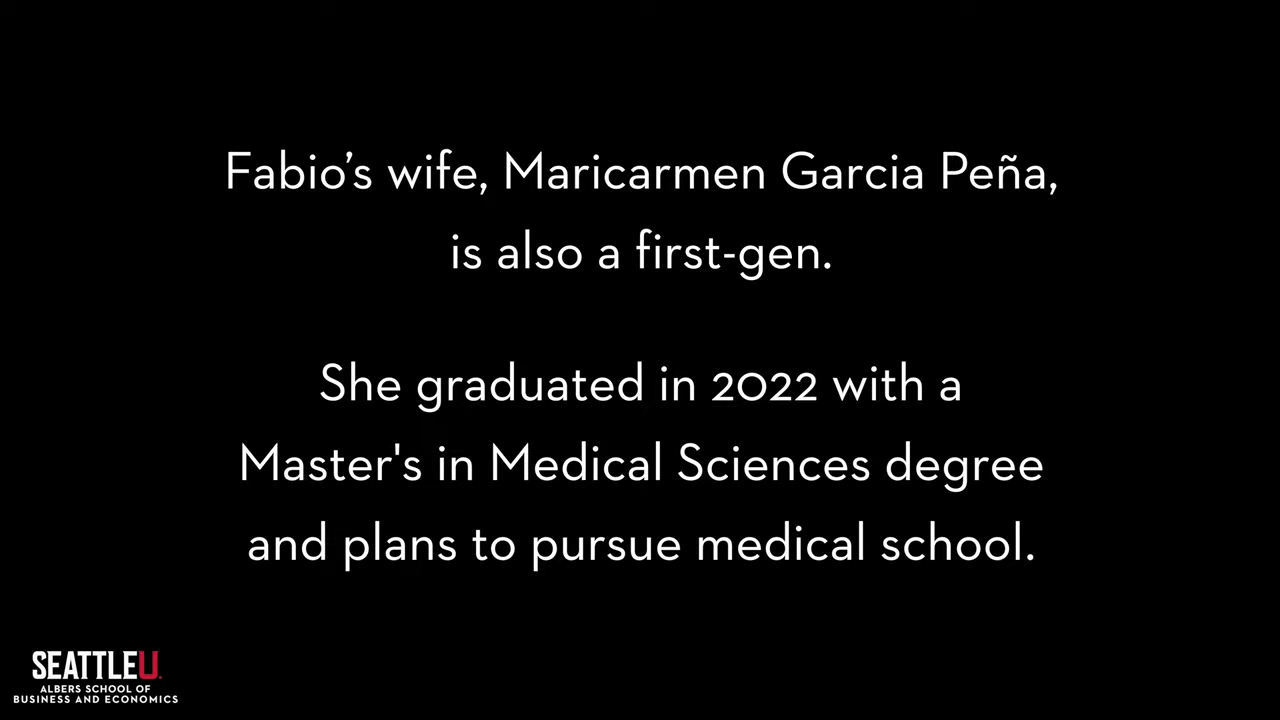 Fabio’s wife, Maricarmen Garcia Peña,
is also a first-gen.
She graduated in 2022 with a
Master's in Medical Sciences degree
and plans to pursue medical school.
SEATTLEU
ALBERS SCHOOL OF
BUSINESS AND ECONOMICS